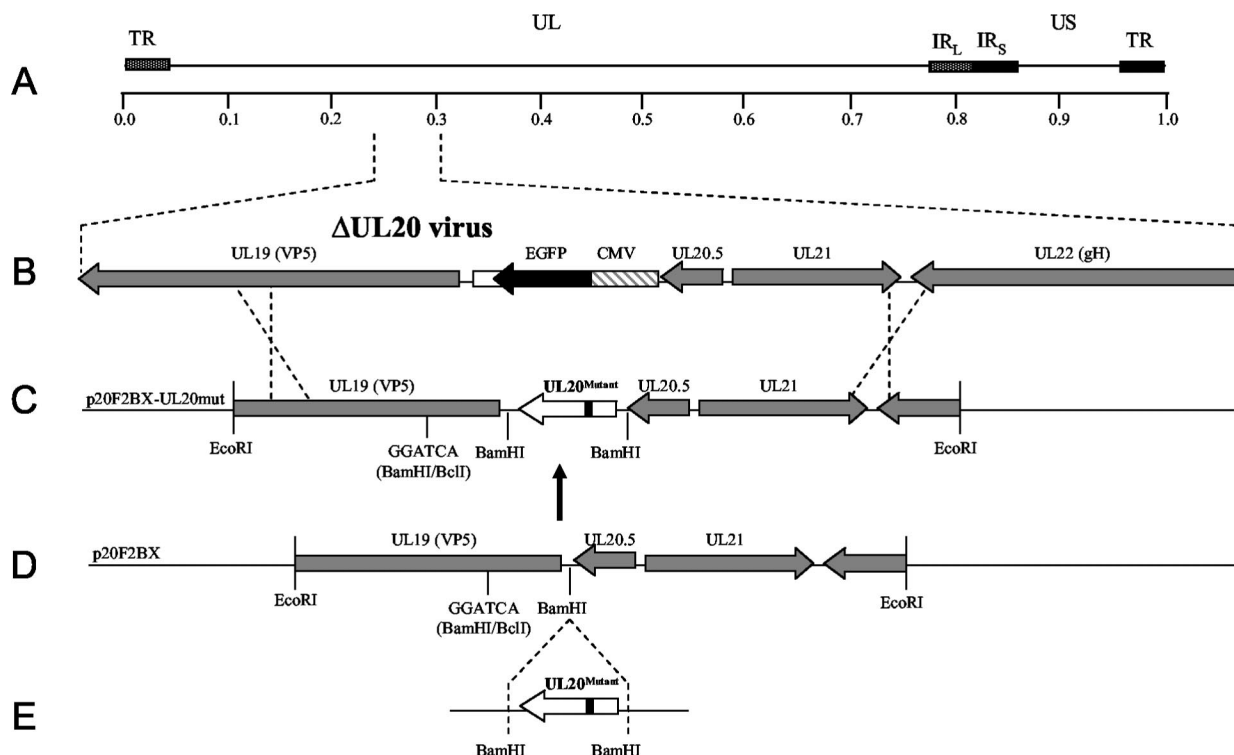 UL
US
TR
IRL
IRS
TR
A
0.0 0.1 0.2 0.3 0.4 0.5 0.6 0.7 0.8 0.9 1.0
ΔUL20 virus
B
UL19 (VP5) EGFP CMV UL20.5 UL21 UL22 (gH)
C
p20F2BX-UL20mut UL19 (VP5) UL20Mutant UL20.5 UL21
EcoRI GGATCA BamHI BamHI EcoRI
(BamHI/BclI)
D
p20F2BX UL19 (VP5) UL20.5 UL21
EcoRI GGATCA BamHI EcoRI
(BamHI/BclI)
UL20Mutant
E
BamHI BamHI